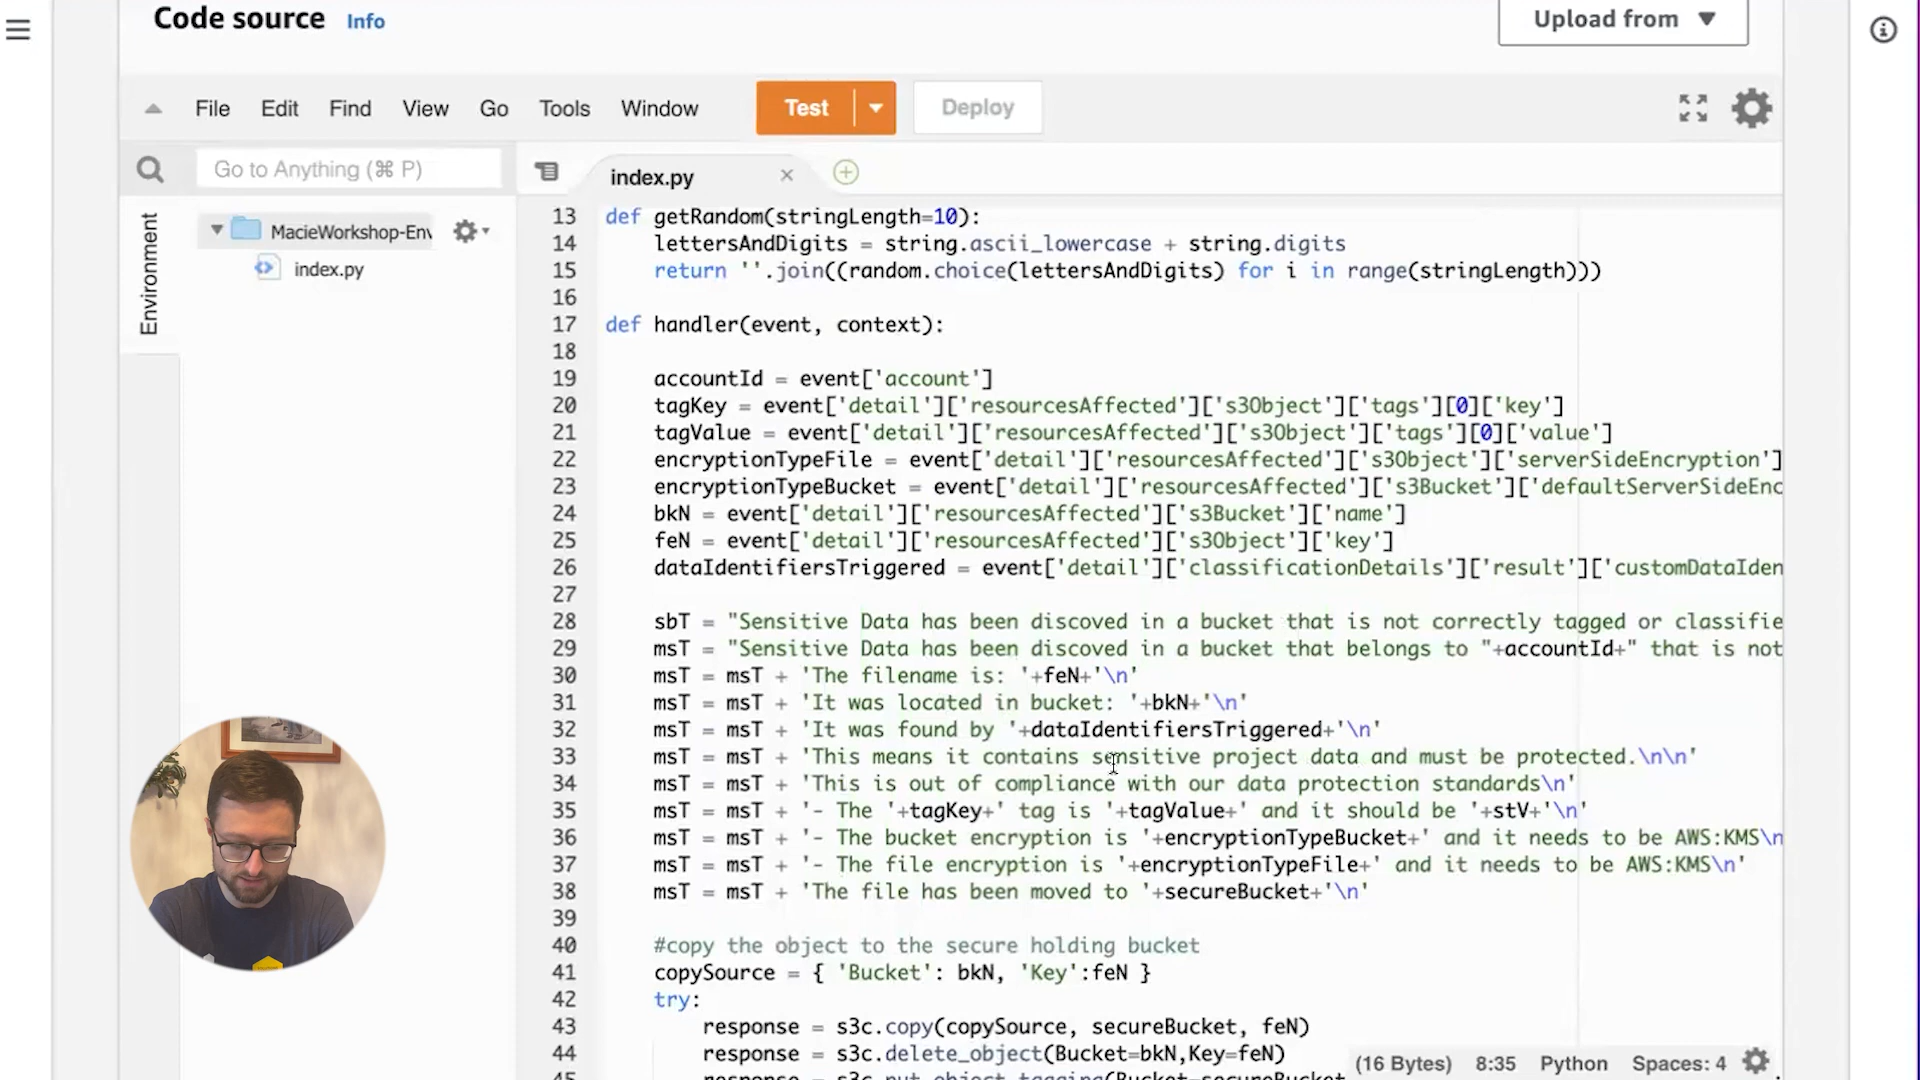 Code source Info
Upload from
File Edit Find View Go Tools Window Test Deploy
Go to Anything (⌘ P)
index.py
Environment
MacieWorkshop-Env
index.py
13 def getRandom(stringLength=10):
14 lettersAndDigits = string.ascii_lowercase + string.digits
15 return ''.join((random.choice(lettersAndDigits) for i in range(stringLength)))
16
17 def handler(event, context):
18
19 accountId = event['account']
20 tagKey = event['detail']['resourcesAffected']['s3Object']['tags'][0]['key']
21 tagValue = event['detail']['resourcesAffected']['s3Object']['tags'][0]['value']
22 encryptionTypeFile = event['detail']['resourcesAffected']['s3Object']['serverSideEncryption']
23 encryptionTypeBucket = event['detail']['resourcesAffected']['s3Bucket']['defaultServerSideEnc
24 bkN = event['detail']['resourcesAffected']['s3Bucket']['name']
25 feN = event['detail']['resourcesAffected']['s3Object']['key']
26 dataIdentifiersTriggered = event['detail']['classificationDetails']['result']['customDataIden
27
28 sbT = "Sensitive Data has been discoved in a bucket that is not correctly tagged or classifie
29 msT = "Sensitive Data has been discoved in a bucket that belongs to "+accountId+" that is not
30 msT = msT + 'The filename is: '+feN+'\n'
31 msT = msT + 'It was located in bucket: '+bkN+'\n'
32 msT = msT + 'It was found by '+dataIdentifiersTriggered+'\n'
33 msT = msT + 'This means it contains sensitive project data and must be protected.\n\n'
34 msT = msT + 'This is out of compliance with our data protection standards\n'
35 msT = msT + '- The '+tagKey+' tag is '+tagValue+' and it should be '+stV+'\n'
36 msT = msT + '- The bucket encryption is '+encryptionTypeBucket+' and it needs to be AWS:KMS\n
37 msT = msT + '- The file encryption is '+encryptionTypeFile+' and it needs to be AWS:KMS\n'
38 msT = msT + 'The file has been moved to '+secureBucket+'\n'
39
40 #copy the object to the secure holding bucket
41 copySource = { 'Bucket': bkN, 'Key':feN }
42 try:
43 response = s3c.copy(copySource, secureBucket, feN)
44 response = s3c.delete_object(Bucket=bkN,Key=feN)
45 response = s3c.put_object_tagging(Bucket=secureBucket
(16 Bytes) 8:35 Python Spaces: 4